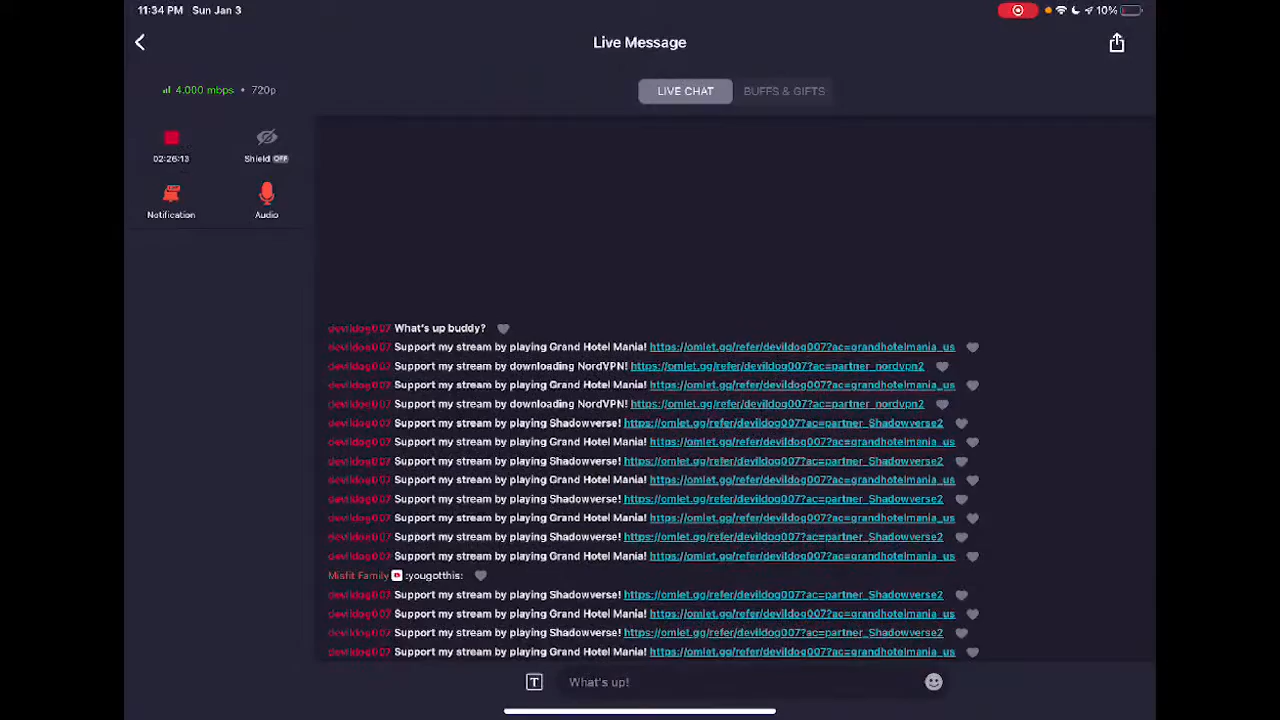 11:34 PM Sun Jan 3
10%
Live Message
4.000 mbps • 720p
LIVE CHAT
BUFFS & GIFTS
02:26:13
Shield OFF
Notification
Audio
devildog007 What's up buddy?
devildog007 Support my stream by playing Grand Hotel Mania! https://omlet.gg/refer/devildog007?ac=grandhotelmania_us
devildog007 Support my stream by downloading NordVPN! https://omlet.gg/refer/devildog007?ac=partner_nordvpn2
devildog007 Support my stream by playing Grand Hotel Mania! https://omlet.gg/refer/devildog007?ac=grandhotelmania_us
devildog007 Support my stream by downloading NordVPN! https://omlet.gg/refer/devildog007?ac=partner_nordvpn2
devildog007 Support my stream by playing Shadowverse! https://omlet.gg/refer/devildog007?ac=partner_Shadowverse2
devildog007 Support my stream by playing Grand Hotel Mania! https://omlet.gg/refer/devildog007?ac=grandhotelmania_us
devildog007 Support my stream by playing Shadowverse! https://omlet.gg/refer/devildog007?ac=partner_Shadowverse2
devildog007 Support my stream by playing Grand Hotel Mania! https://omlet.gg/refer/devildog007?ac=grandhotelmania_us
devildog007 Support my stream by playing Shadowverse! https://omlet.gg/refer/devildog007?ac=partner_Shadowverse2
devildog007 Support my stream by playing Grand Hotel Mania! https://omlet.gg/refer/devildog007?ac=grandhotelmania_us
devildog007 Support my stream by playing Shadowverse! https://omlet.gg/refer/devildog007?ac=partner_Shadowverse2
devildog007 Support my stream by playing Grand Hotel Mania! https://omlet.gg/refer/devildog007?ac=grandhotelmania_us
Misfit Family :yougotthis:
devildog007 Support my stream by playing Shadowverse! https://omlet.gg/refer/devildog007?ac=partner_Shadowverse2
devildog007 Support my stream by playing Grand Hotel Mania! https://omlet.gg/refer/devildog007?ac=grandhotelmania_us
devildog007 Support my stream by playing Shadowverse! https://omlet.gg/refer/devildog007?ac=partner_Shadowverse2
devildog007 Support my stream by playing Grand Hotel Mania! https://omlet.gg/refer/devildog007?ac=grandhotelmania_us
T What's up!